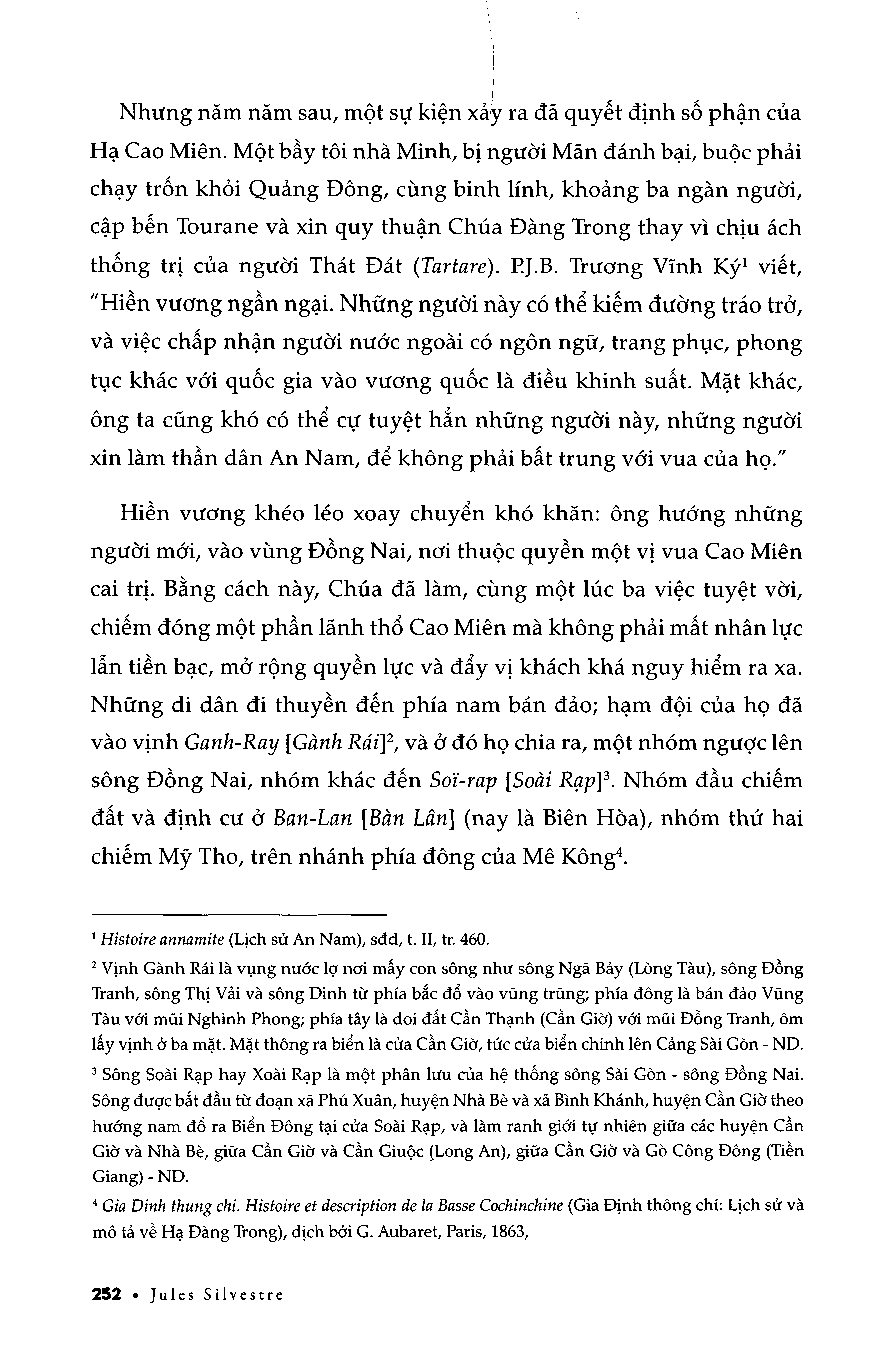 Nhưng năm năm sau, một sự kiện xảy ra đã quyết định số phận của
Hạ Cao Miên. Một bầy tôi nhà Minh, bị người Mãn đánh bại, buộc phải
chạy trốn khỏi Quảng Đông, cùng binh lính, khoảng ba ngàn người,
cập bến Tourane và xin quy thuận Chúa Đàng Trong thay vì chịu ách
thống trị của người Thát Đát (Tartare). P.J.B. Trương Vĩnh Ký¹ viết,
"Hiền vương ngần ngại. Những người này có thể kiếm đường tráo trở,
và việc chấp nhận người nước ngoài có ngôn ngữ, trang phục, phong
tục khác với quốc gia vào vương quốc là điều khinh suất. Mặt khác,
ông ta cũng khó có thể cự tuyệt hẳn những người này, những người
xin làm thần dân An Nam, để không phải bất trung với vua của họ."
Hiền vương khéo léo xoay chuyển khó khăn: ông hướng những
người mới, vào vùng Đồng Nai, nơi thuộc quyền một vị vua Cao Miên
cai trị. Bằng cách này, Chúa đã làm, cùng một lúc ba việc tuyệt vời,
chiếm đóng một phần lãnh thổ Cao Miên mà không phải mất nhân lực
lẫn tiền bạc, mở rộng quyền lực và đẩy vị khách khá nguy hiểm ra xa.
Những di dân đi thuyền đến phía nam bán đảo; hạm đội của họ đã
vào vịnh Ganh-Ray [Gành Rái]², và ở đó họ chia ra, một nhóm ngược lên
sông Đồng Nai, nhóm khác đến Soï-rap [Soài Rạp]³. Nhóm đầu chiếm
đất và định cư ở Ban-Lan [Bàn Lân] (nay là Biên Hòa), nhóm thứ hai
chiếm Mỹ Tho, trên nhánh phía đông của Mê Kông⁴.
¹ Histoire annamite (Lịch sử An Nam), sđd, t. II, tr. 460.
² Vịnh Gành Rái là vụng nước lợ nơi mấy con sông như sông Ngã Bảy (Lòng Tàu), sông Đồng
Tranh, sông Thị Vải và sông Dinh từ phía bắc đổ vào vũng trũng; phía đông là bán đảo Vũng
Tàu với mũi Nghinh Phong; phía tây là doi đất Cần Thạnh (Cần Giờ) với mũi Đồng Tranh, ôm
lấy vịnh ở ba mặt. Mặt thông ra biển là cửa Cần Giờ, tức cửa biển chính lên Cảng Sài Gòn - ND.
³ Sông Soài Rạp hay Xoài Rạp là một phân lưu của hệ thống sông Sài Gòn - sông Đồng Nai.
Sông được bắt đầu từ đoạn xã Phú Xuân, huyện Nhà Bè và xã Bình Khánh, huyện Cần Giờ theo
hướng nam đổ ra Biển Đông tại cửa Soài Rạp, và làm ranh giới tự nhiên giữa các huyện Cần
Giờ và Nhà Bè, giữa Cần Giờ và Cần Giuộc (Long An), giữa Cần Giờ và Gò Công Đông (Tiền
Giang) - ND.
⁴ Gia Dinh thung chi. Histoire et description de la Basse Cochinchine (Gia Định thông chí: Lịch sử và
mô tả về Hạ Đàng Trong), dịch bởi G. Aubaret, Paris, 1863,
252 • Jules Silvestre